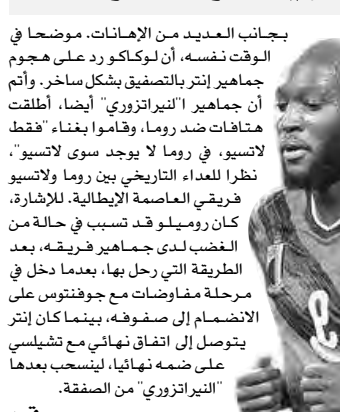 بجانب العديد من الإهانات. موضحا في
الوقت نفسه، أن لوكاكو رد على هجوم
جماهير إنتر بالتصفيق بشكل ساخر. وأتم
أن جماهير "النيراتزوري" أيضا، أطلقت
هتافات ضد روما، وقاموا بغناء "فقط
لاتسيو، في روما لا يوجد سوى لاتسيو"،
نظرا للعداء التاريخي بين روما ولاتسيو
فريقي العاصمة الإيطالية. للإشارة،
كان روميلو قد تسبب في حالة من
الغضب لدى جماهير فريقه، بعد
الطريقة التي رحل بها، بعدما دخل في
مرحلة مفاوضات مع جوفنتوس على
الانضمام إلى صفوفه، بينما كان إنتر
يتوصل إلى اتفاق نهائي مع تشيلسي
على ضمه نهائيا، لينسحب بعدها
"النيراتزوري" من الصفقة.